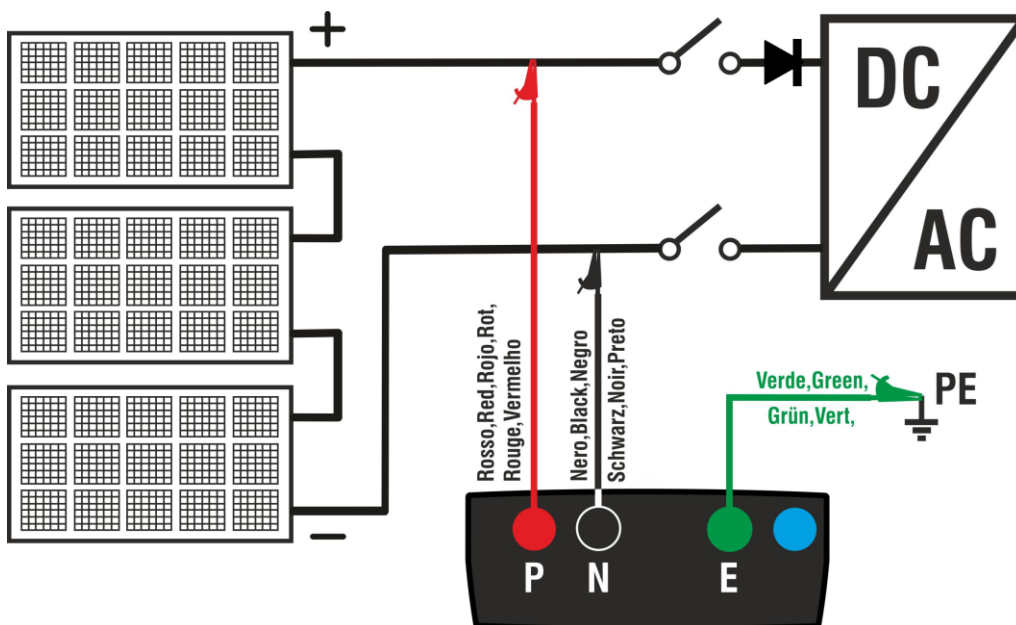 +
DC
AC
Rosso,Red,Rojo,Rot,
Rouge,Vermelho
Nero,Black,Negro
Schwarz,Noir,Preto
Verde,Green,
Grün,Vert,
PE
−
P
N
E